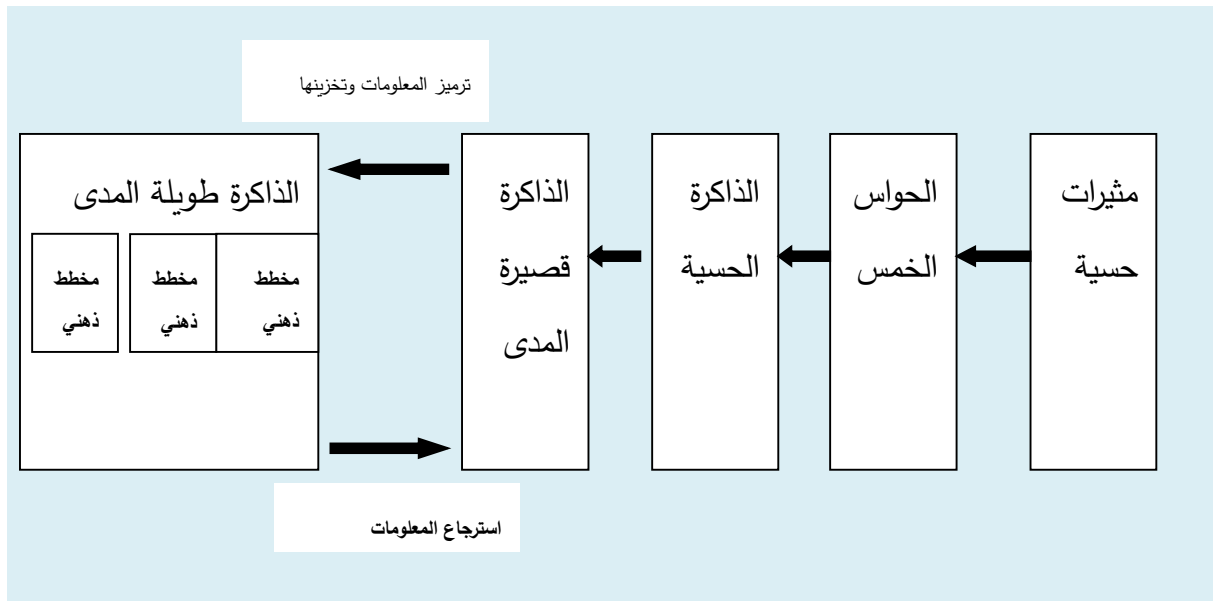 ترميز المعلومات وتخزينها
مثيرات
حسية
الحواس
الخمس
الذاكرة
الحسية
الذاكرة
قصيرة
المدى
الذاكرة طويلة المدى
مخطط
ذهني
مخطط
ذهني
مخطط
ذهني
استرجاع المعلومات